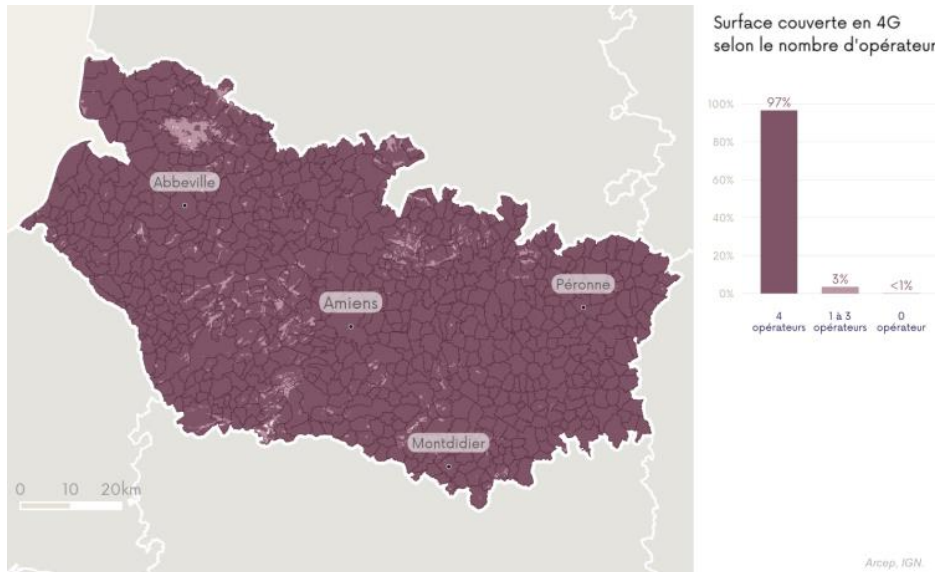 Surface couverte en 4G
selon le nombre d'opérateur
100%
97%
80%
60%
40%
20%
0%
3%
<1%
4
opérateurs
1 à 3
opérateurs
0
opérateur
Abbeville
Amiens
Péronne
Montdidier
0 10 20km
Arcep, IGN.